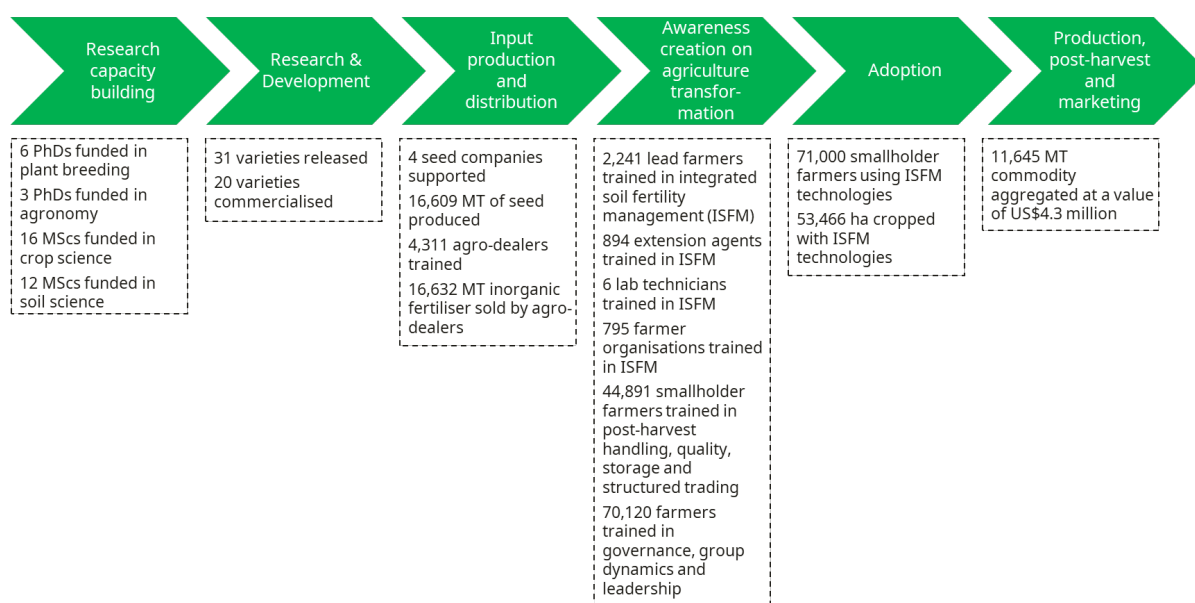 Research
capacity
building
Research &
Development
Input
production
and
distribution
Awareness
creation on
agriculture
transfor-
mation
Adoption
Production,
post-harvest
and
marketing
6 PhDs funded in
plant breeding
3 PhDs funded in
agronomy
16 MScs funded in
crop science
12 MScs funded in
soil science
31 varieties released
20 varieties
commercialised
4 seed companies
supported
16,609 MT of seed
produced
4,311 agro-dealers
trained
16,632 MT inorganic
fertiliser sold by agro-
dealers
2,241 lead farmers
trained in integrated
soil fertility
management (ISFM)
894 extension agents
trained in ISFM
6 lab technicians
trained in ISFM
795 farmer
organisations trained
in ISFM
44,891 smallholder
farmers trained in
post-harvest
handling, quality,
storage and
structured trading
70,120 farmers
trained in
governance, group
dynamics and
leadership
71,000 smallholder
farmers using ISFM
technologies
53,466 ha cropped
with ISFM
technologies
11,645 MT
commodity
aggregated at a value
of US$4.3 million